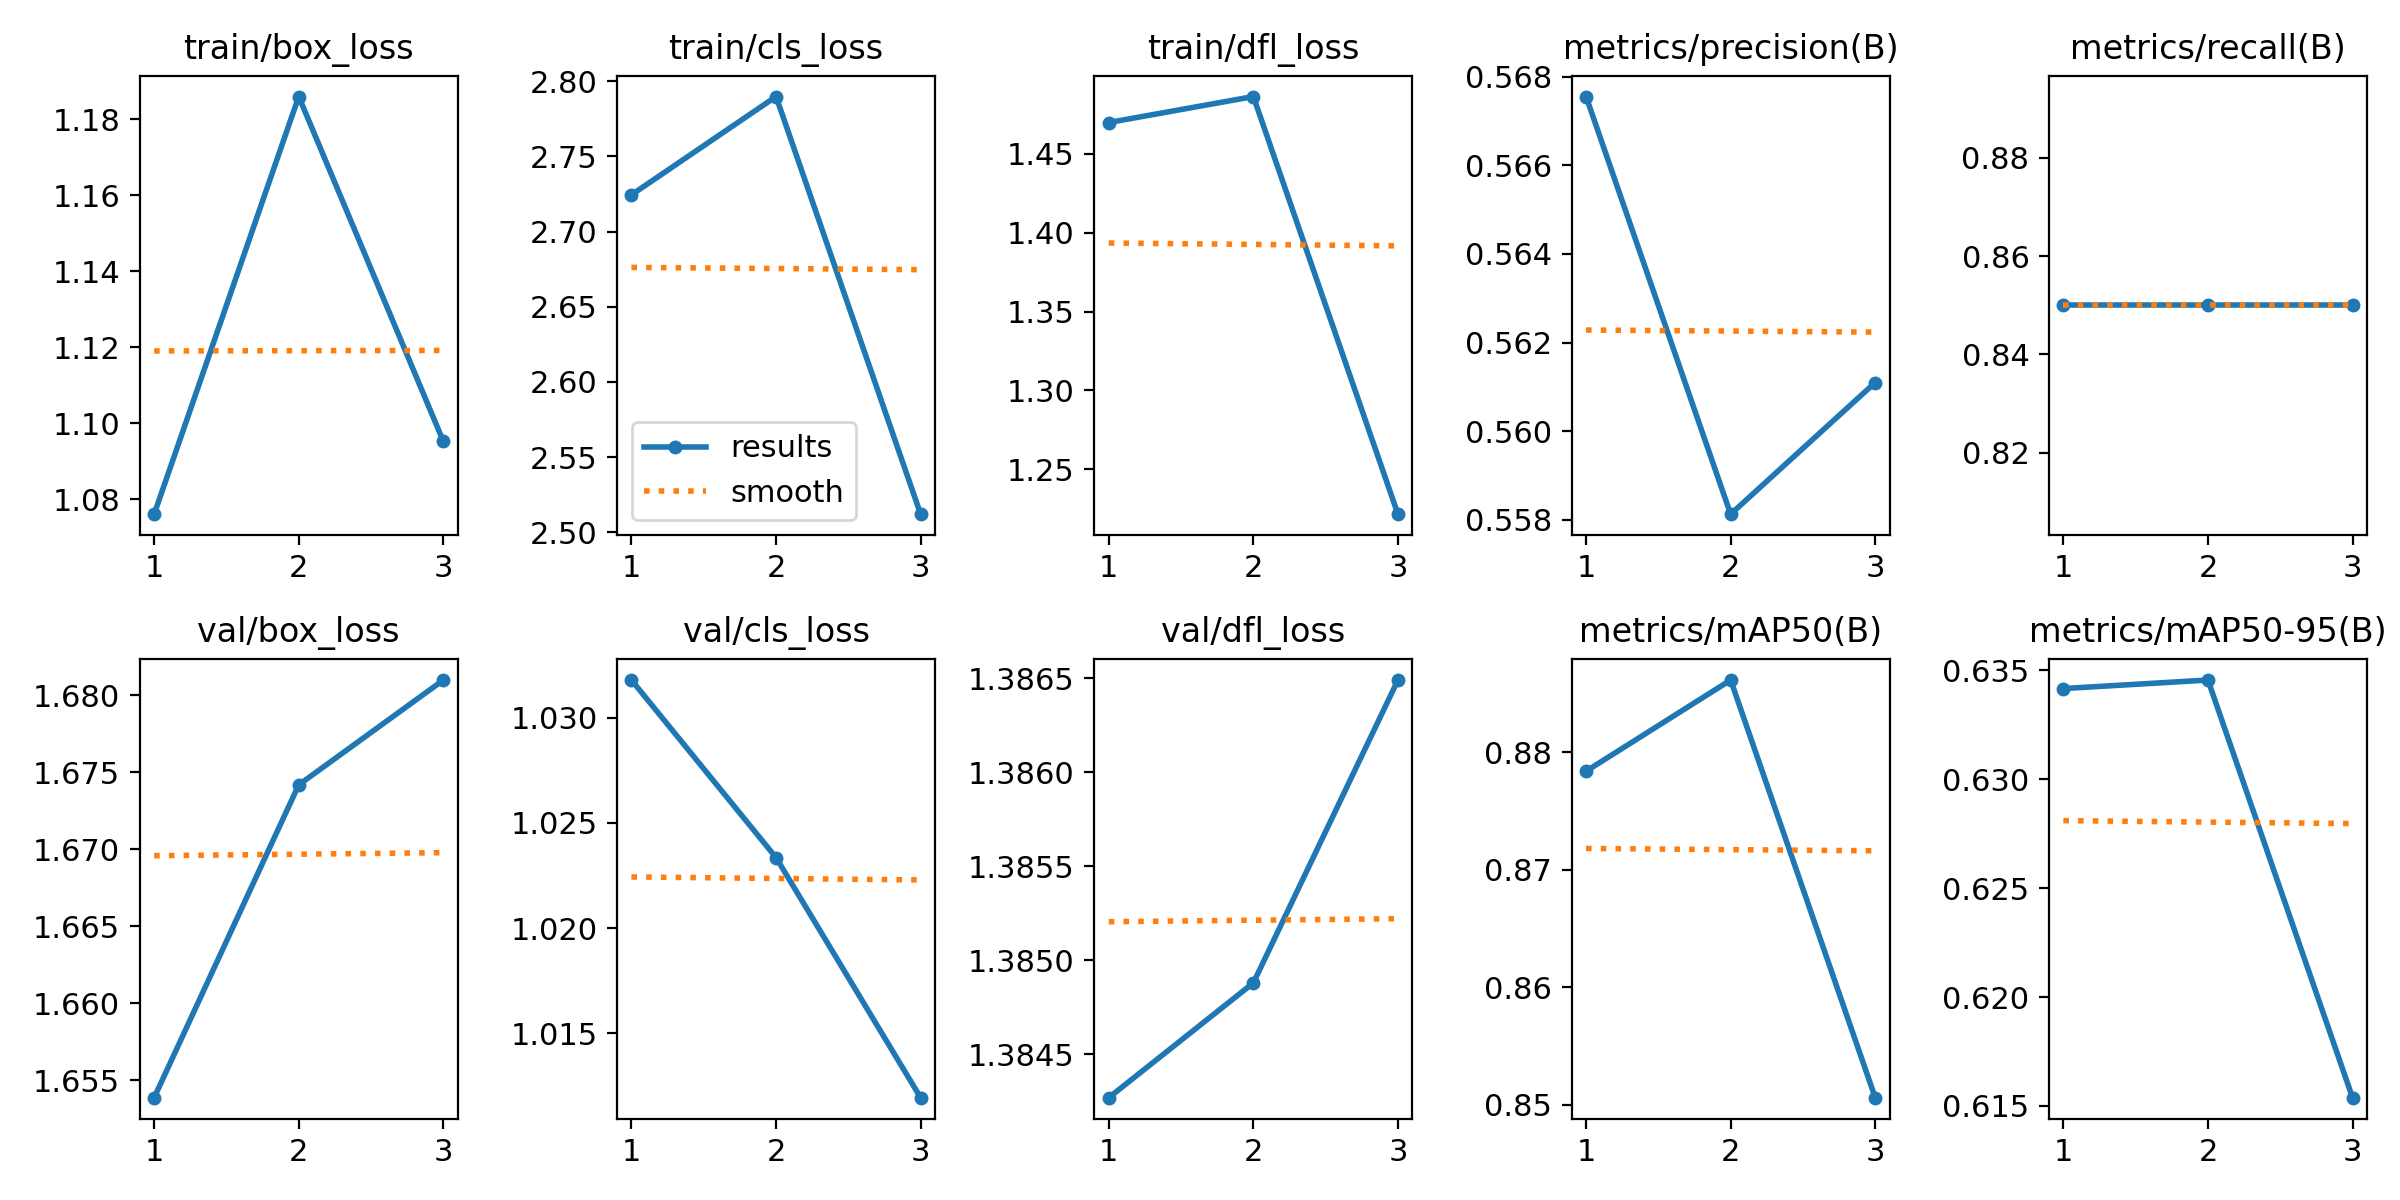 train/box_loss
1.18
1.16
1.14
1.12
1.10
1.08
1 2 3
train/cls_loss
2.80
2.75
2.70
2.65
2.60
2.55
2.50
results
smooth
1 2 3
train/dfl_loss
1.45
1.40
1.35
1.30
1.25
1 2 3
metrics/precision(B)
0.568
0.566
0.564
0.562
0.560
0.558
1 2 3
metrics/recall(B)
0.88
0.86
0.84
0.82
1 2 3
val/box_loss
1.680
1.675
1.670
1.665
1.660
1.655
1 2 3
val/cls_loss
1.030
1.025
1.020
1.015
1 2 3
val/dfl_loss
1.3865
1.3860
1.3855
1.3850
1.3845
1 2 3
metrics/mAP50(B)
0.88
0.87
0.86
0.85
1 2 3
metrics/mAP50-95(B)
0.635
0.630
0.625
0.620
0.615
1 2 3